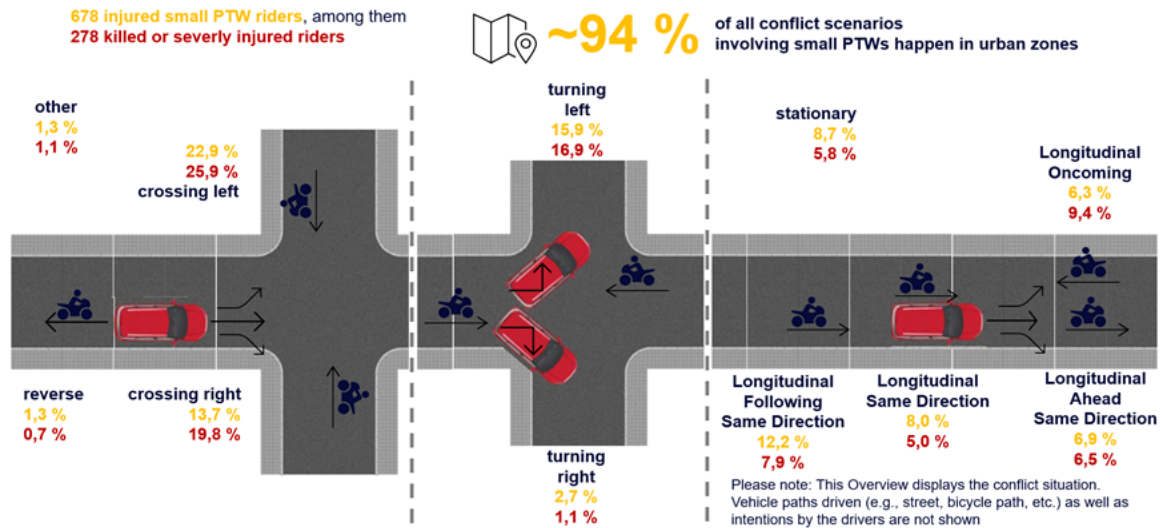 678 injured small PTW riders, among them
278 killed or severly injured riders
~94 %
of all conflict scenarios
involving small PTWs happen in urban zones
other
1,3 %
1,1 %
22,9 %
25,9 %
crossing left
reverse
1,3 %
0,7 %
crossing right
13,7 %
19,8 %
turning
left
15,9 %
16,9 %
turning
right
2,7 %
1,1 %
stationary
8,7 %
5,8 %
Longitudinal
Oncoming
6,3 %
9,4 %
Longitudinal
Following
Same Direction
12,2 %
7,9 %
Longitudinal
Same Direction
8,0 %
5,0 %
Longitudinal
Ahead
Same Direction
6,9 %
6,5 %
Please note: This Overview displays the conflict situation.
Vehicle paths driven (e.g., street, bicycle path, etc.) as well as
intentions by the drivers are not shown